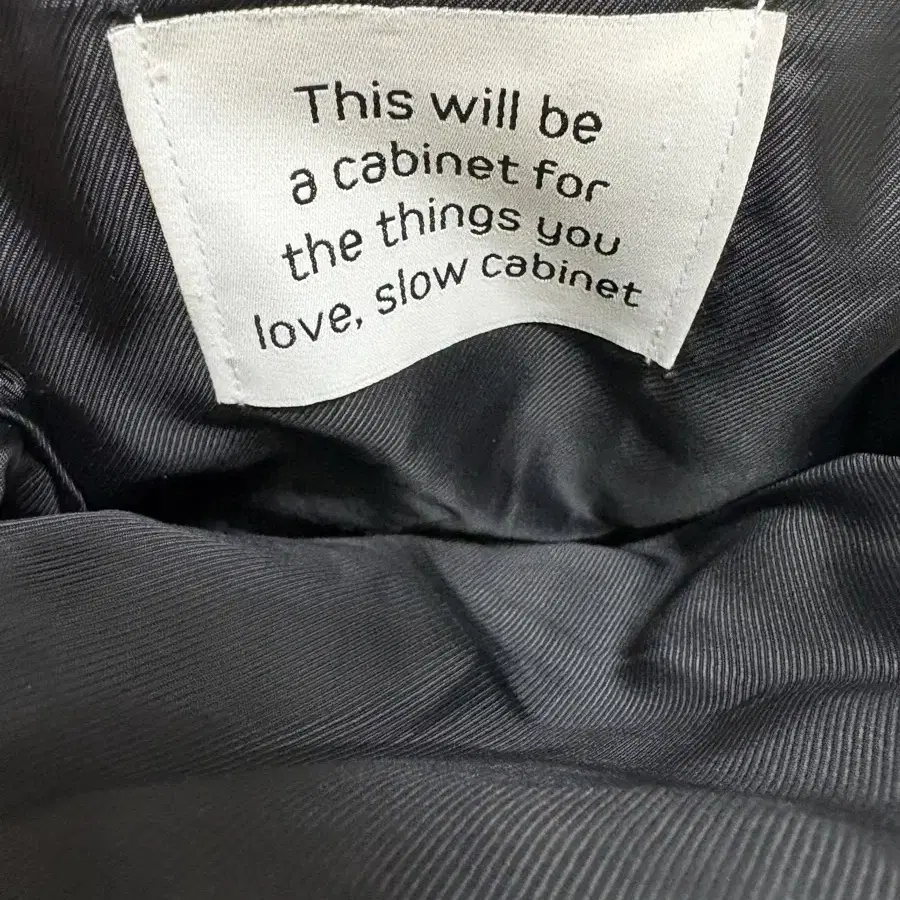 This will be
a cabinet for
the things you
love, slow cabinet